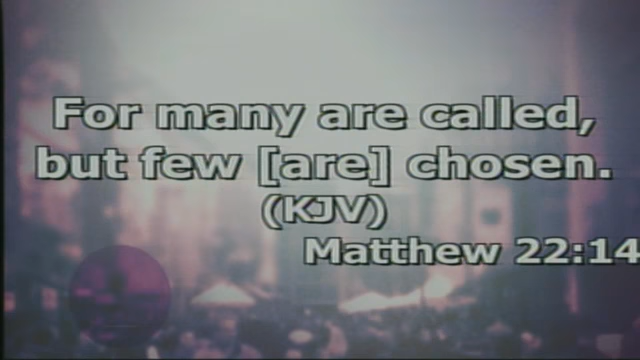 For many are called,
but few [are] chosen.
(KJV)
Matthew 22:14